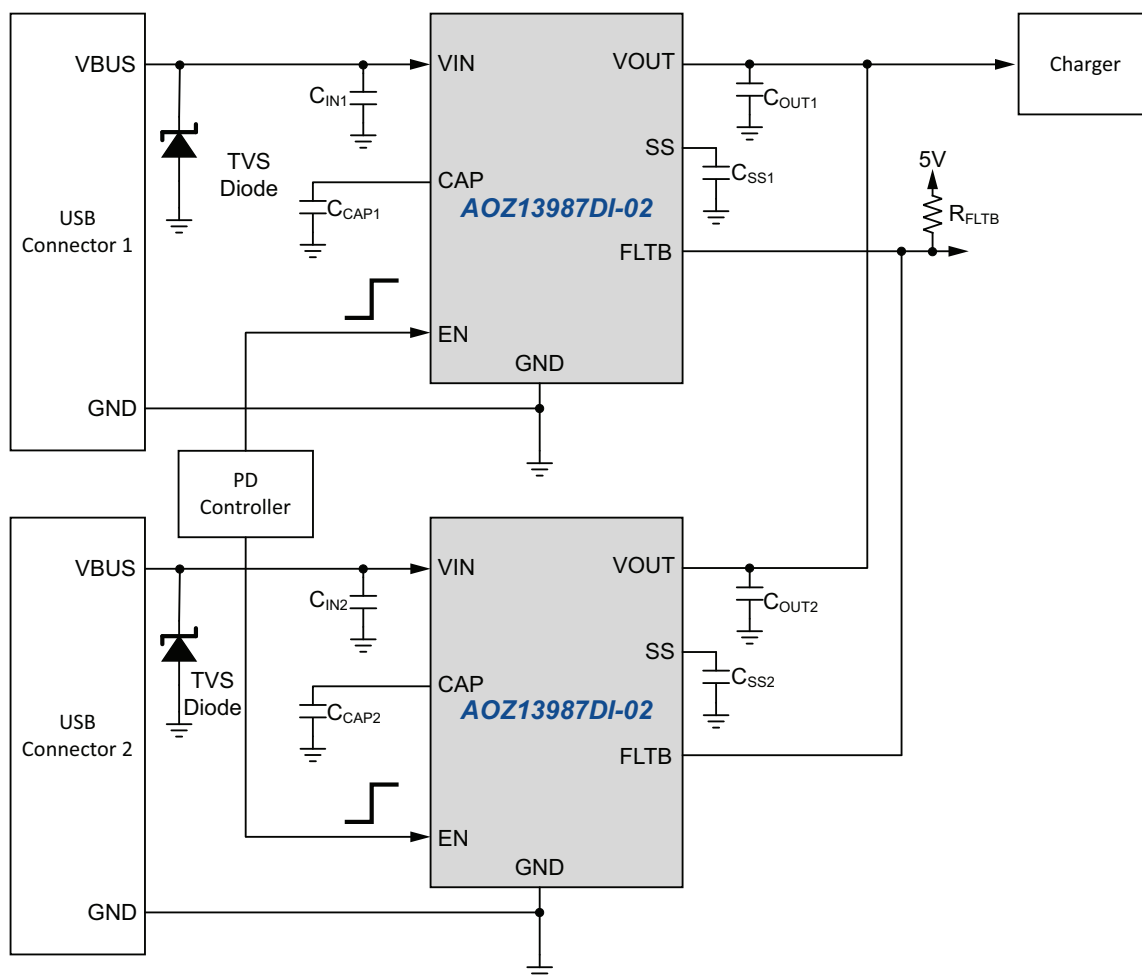 VBUS
VIN
VOUT
Charger
CIN1
COUT1
TVS
Diode
SS
CSS1
5V
CAP
AOZ13987DI-02
CCAP1
RFLTB
USB
Connector 1
FLTB
EN
GND
GND
PD
Controller
VBUS
VIN
VOUT
CIN2
COUT2
TVS
Diode
SS
CSS2
CAP
AOZ13987DI-02
CCAP2
USB
Connector 2
FLTB
EN
GND
GND